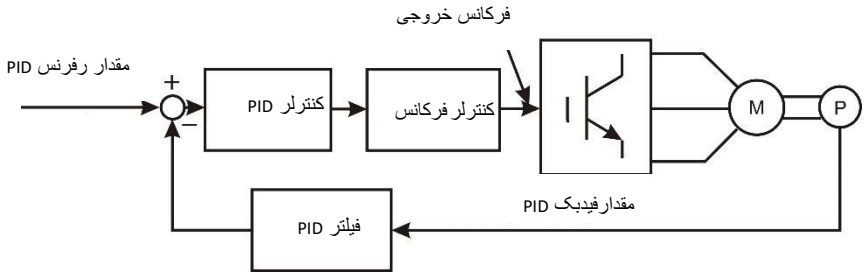 فرکانس خروجی
مقدار رفرنس PID
+
−
کنترلر PID
کنترلر فرکانس
M
P
مقدارفیدبک PID
فیلتر PID